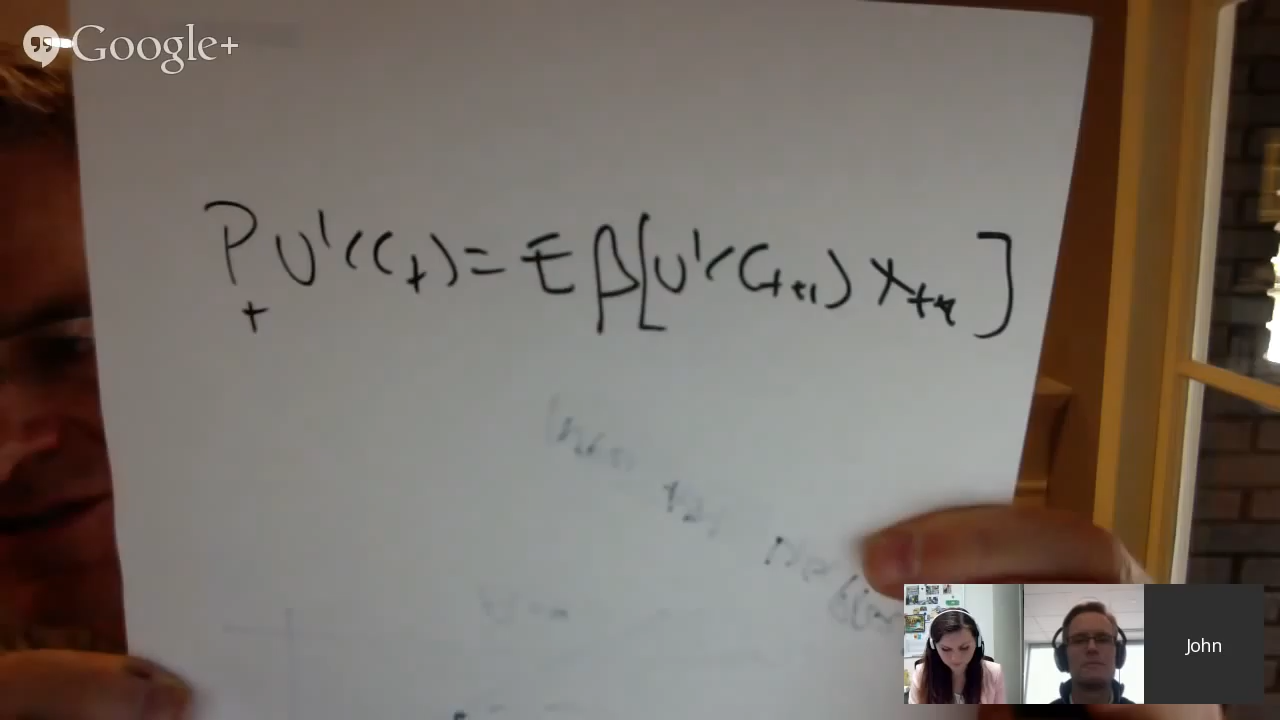 Google+
P_t U'(C_t) = E β[U'(C_{t+1}) X_{t+1}]
John